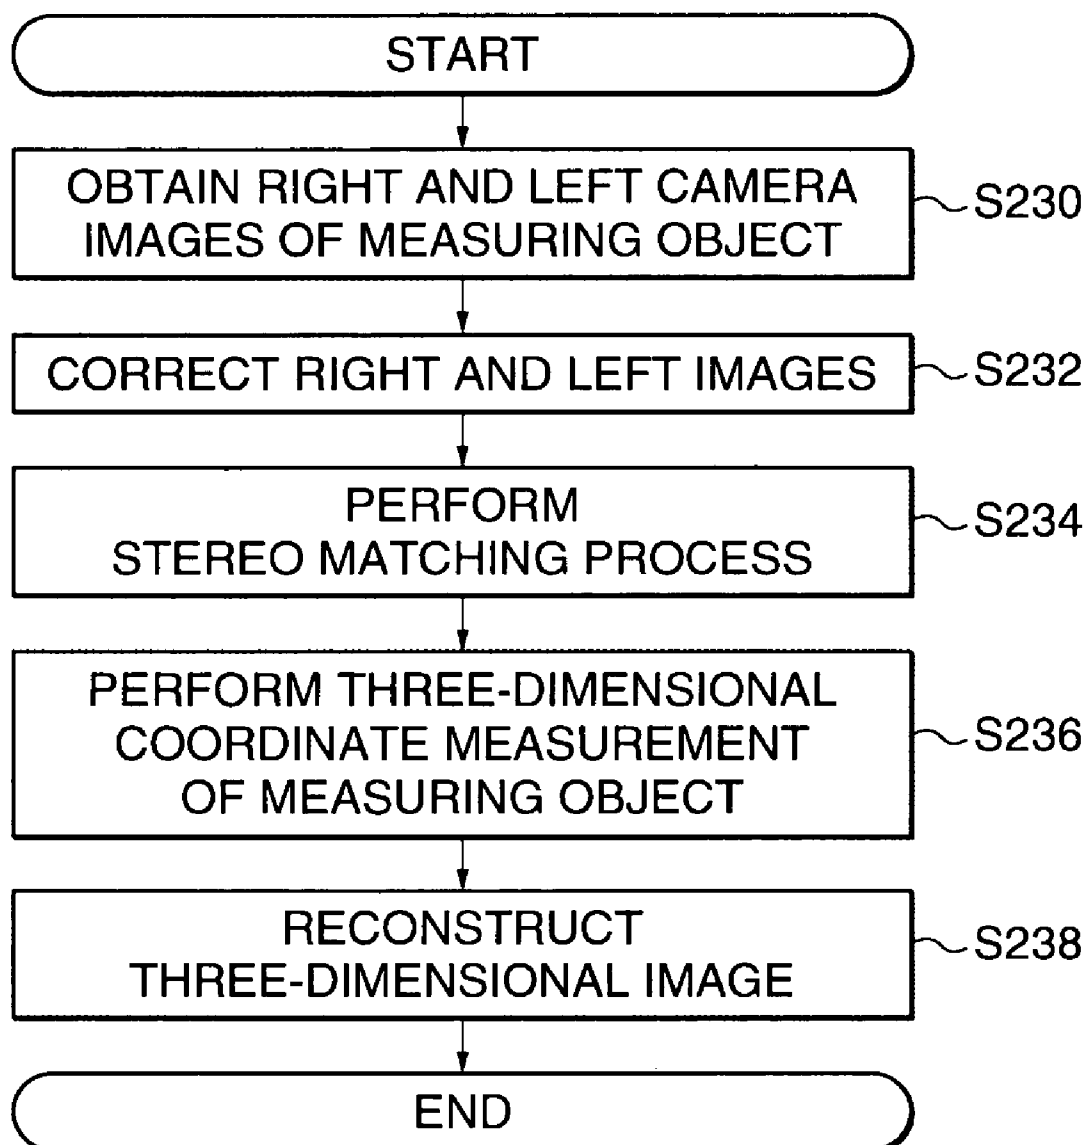 START
OBTAIN RIGHT AND LEFT CAMERA
IMAGES OF MEASURING OBJECT
S230
CORRECT RIGHT AND LEFT IMAGES
S232
PERFORM
STEREO MATCHING PROCESS
S234
PERFORM THREE-DIMENSIONAL
COORDINATE MEASUREMENT
OF MEASURING OBJECT
S236
RECONSTRUCT
THREE-DIMENSIONAL IMAGE
S238
END